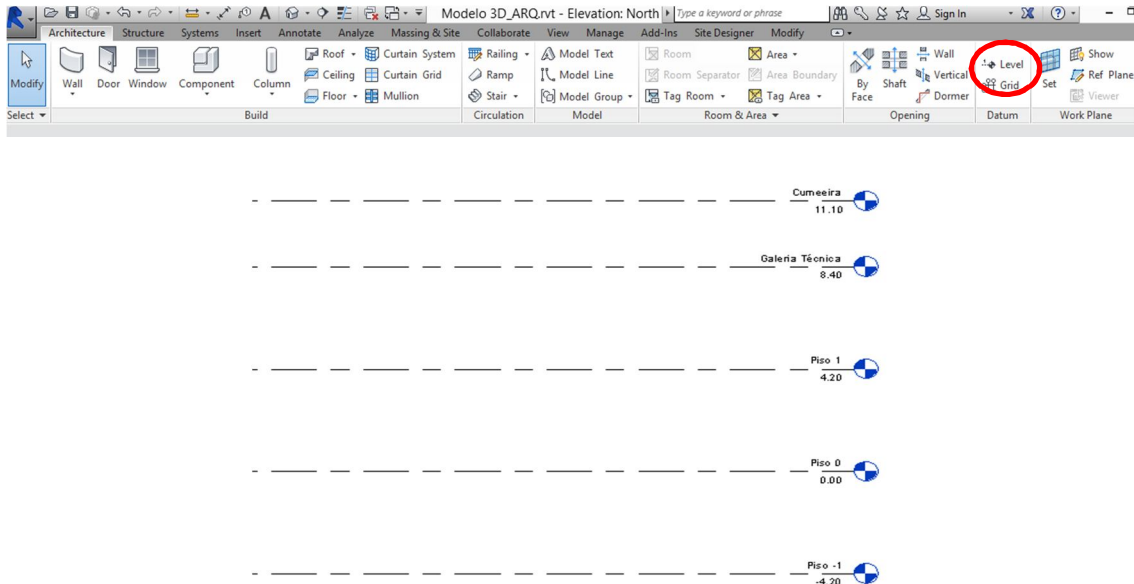 Modelo 3D_ARQ.rvt - Elevation: North Type a keyword or phrase Sign In
Architecture Structure Systems Insert Annotate Analyze Massing & Site Collaborate View Manage Add-Ins Site Designer Modify
Modify
Wall
Door
Window
Component
Column
Roof
Ceiling
Floor
Curtain System
Curtain Grid
Mullion
Railing
Ramp
Stair
Model Text
Model Line
Model Group
Room
Room Separator
Tag Room
Area
Area Boundary
Tag Area
By
Face
Shaft
Wall
Vertical
Dormer
Level
Grid
Set
Show
Ref Plane
Viewer
Select Build Circulation Model Room & Area Opening Datum Work Plane
Cumeeira
11.10
Galeria Técnica
8.40
Piso 1
4.20
Piso 0
0.00
Piso -1
-4.20